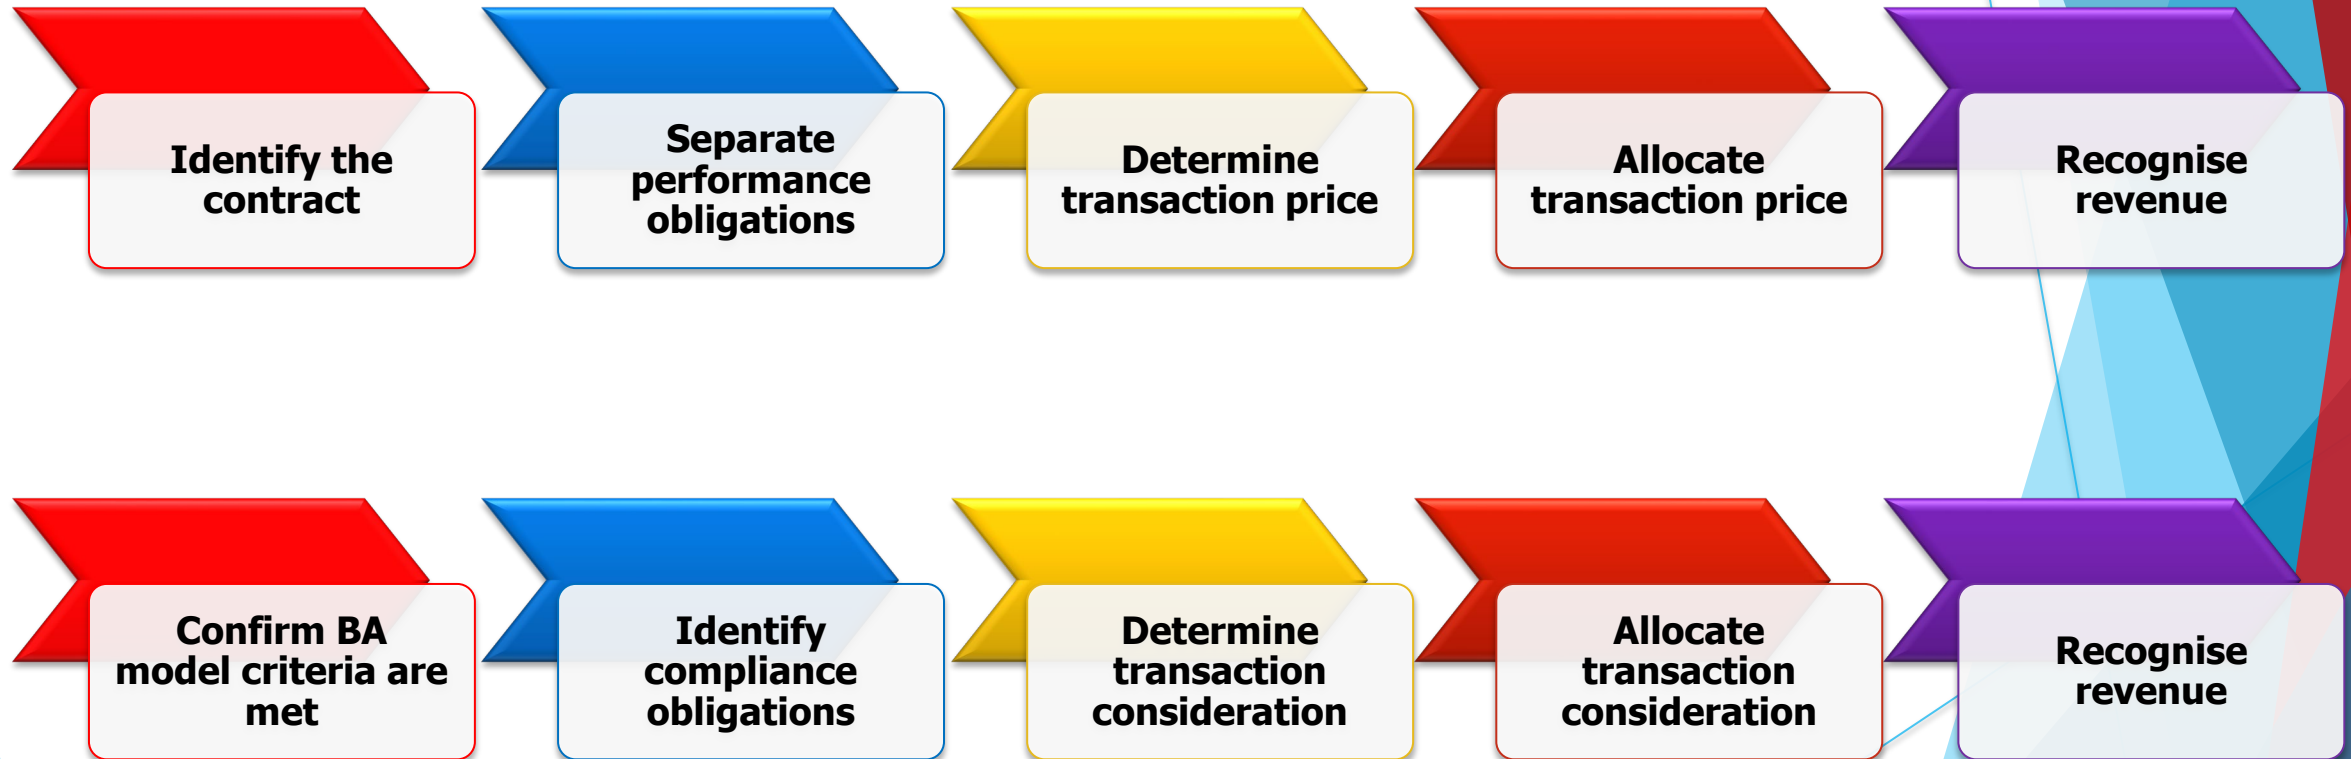 Identify the
contract
Separate
performance
obligations
Determine
transaction price
Allocate
transaction price
Recognise
revenue
Confirm BA
model criteria are
met
Identify
compliance
obligations
Determine
transaction
consideration
Allocate
transaction
consideration
Recognise
revenue